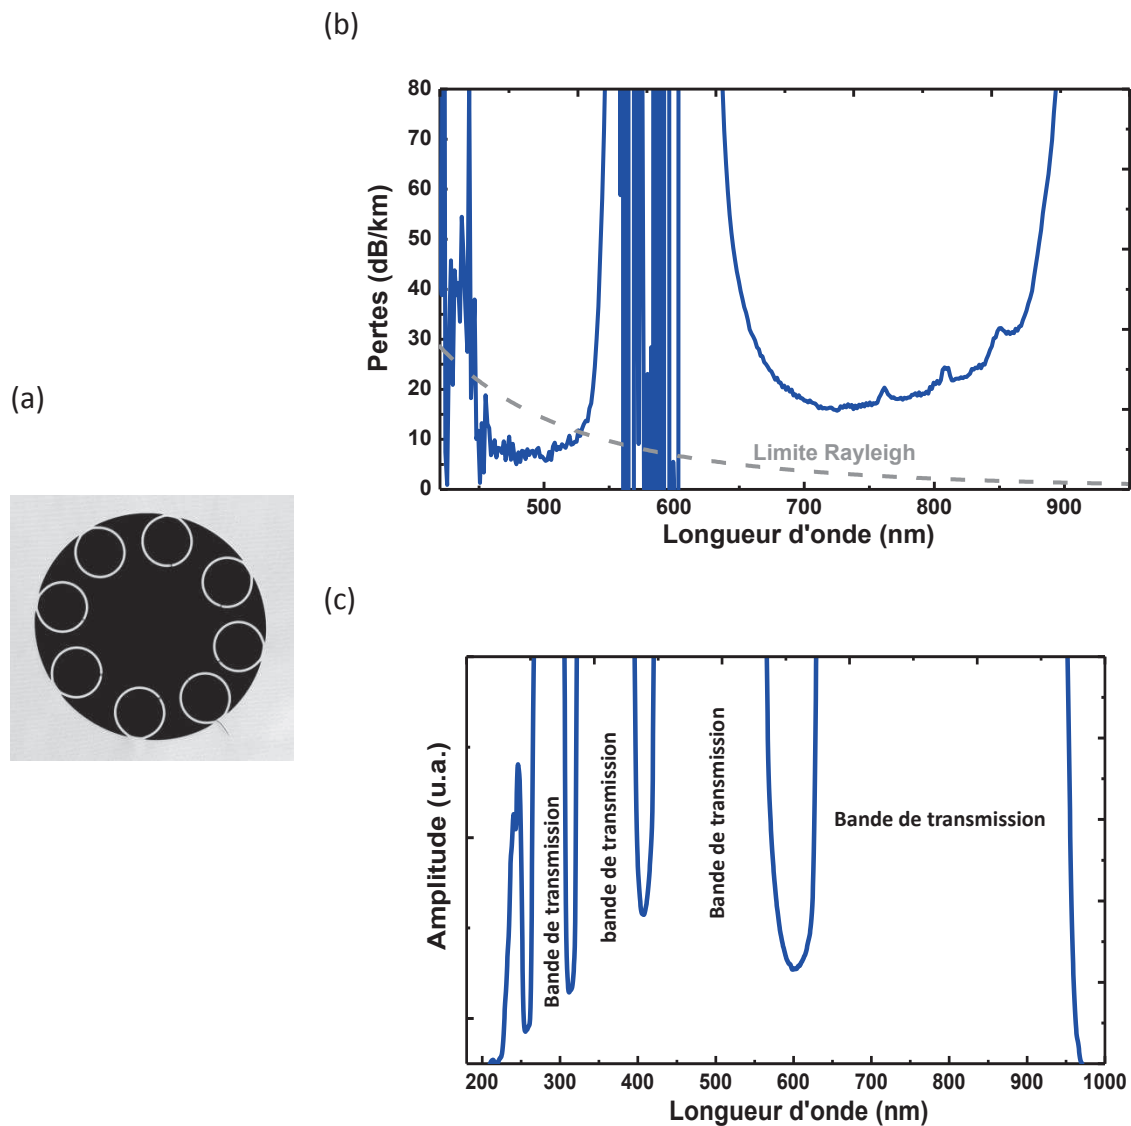 (b)
80
70
60
50
40
30
20
10
0
Pertes (dB/km)
Limite Rayleigh
500 600 700 800 900
Longueur d'onde (nm)
(a)
(c)
Amplitude (u.a.)
Bande de transmission
bande de transmission
Bande de transmission
Bande de transmission
200 300 400 500 600 700 800 900 1000
Longueur d'onde (nm)